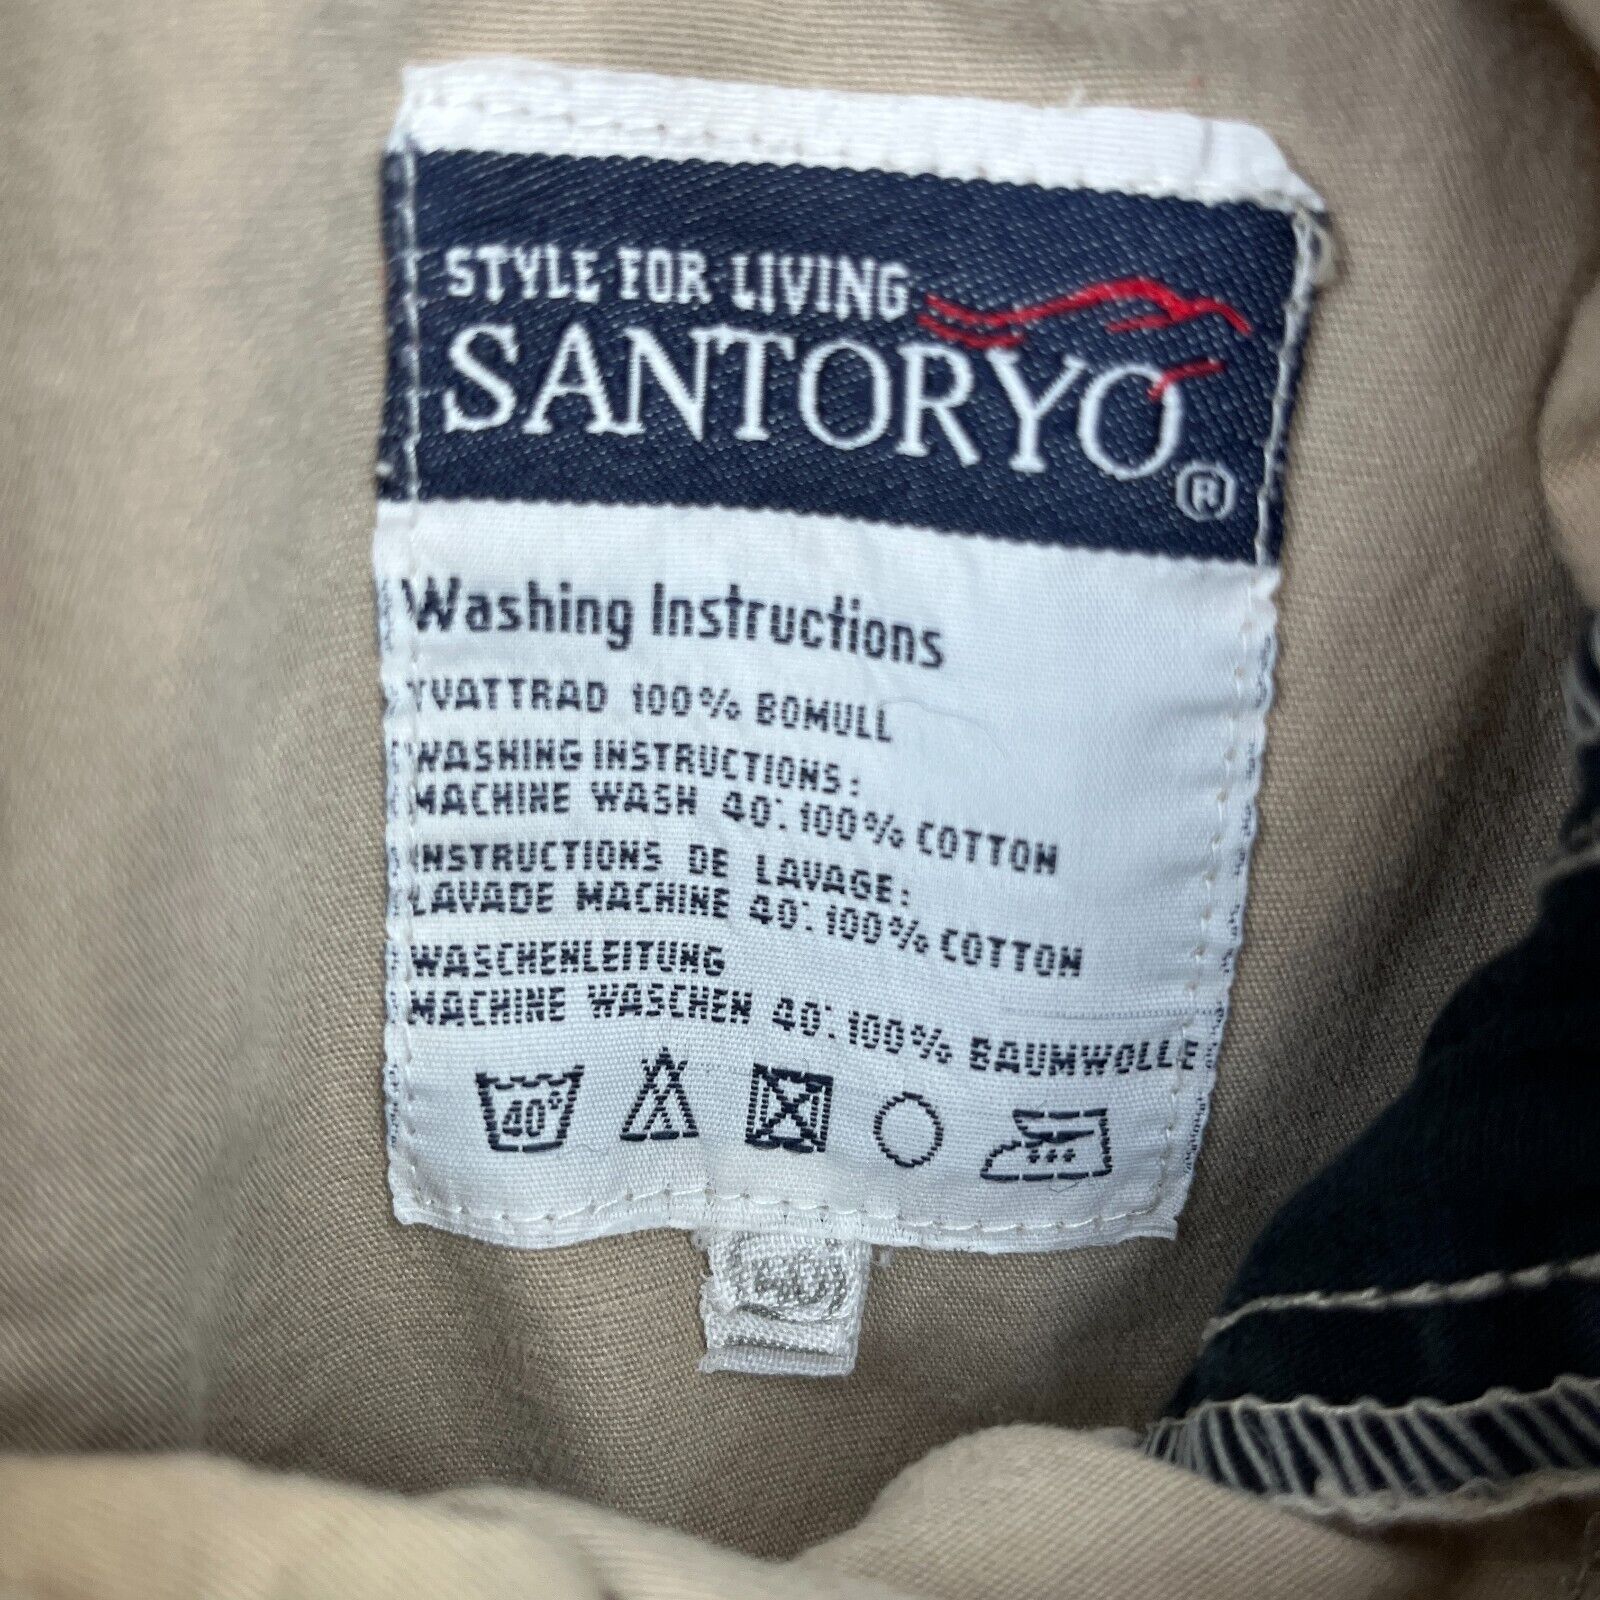 STYLE FOR LIVING
SANTORYO
®
Washing Instructions
TVATTRAD 100% BOMULL
WASHING INSTRUCTIONS:
MACHINE WASH 40°. 100% COTTON
INSTRUCTIONS DE LAVAGE:
LAVADE MACHINE 40°. 100% COTTON
WASCHENLEITUNG
MACHINE WASCHEN 40°. 100% BAUMWOLLE
40°